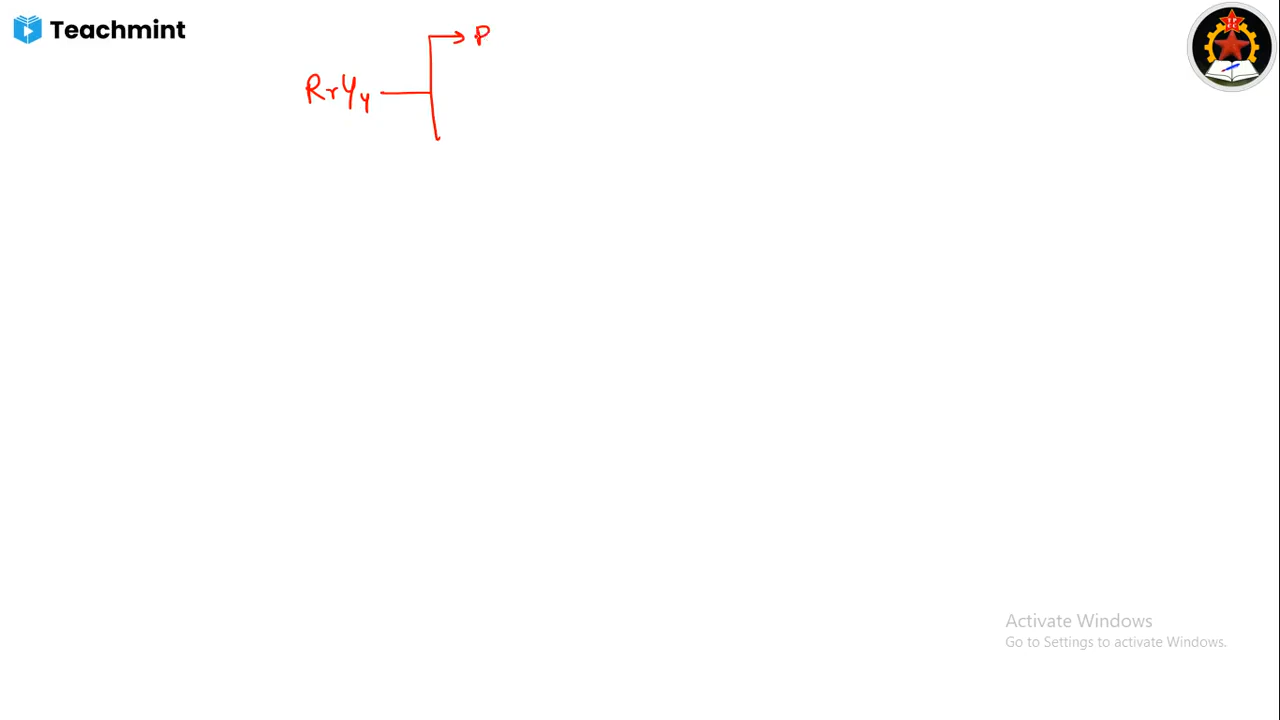 Teachmint
P
RrYy
Activate Windows
Go to Settings to activate Windows.